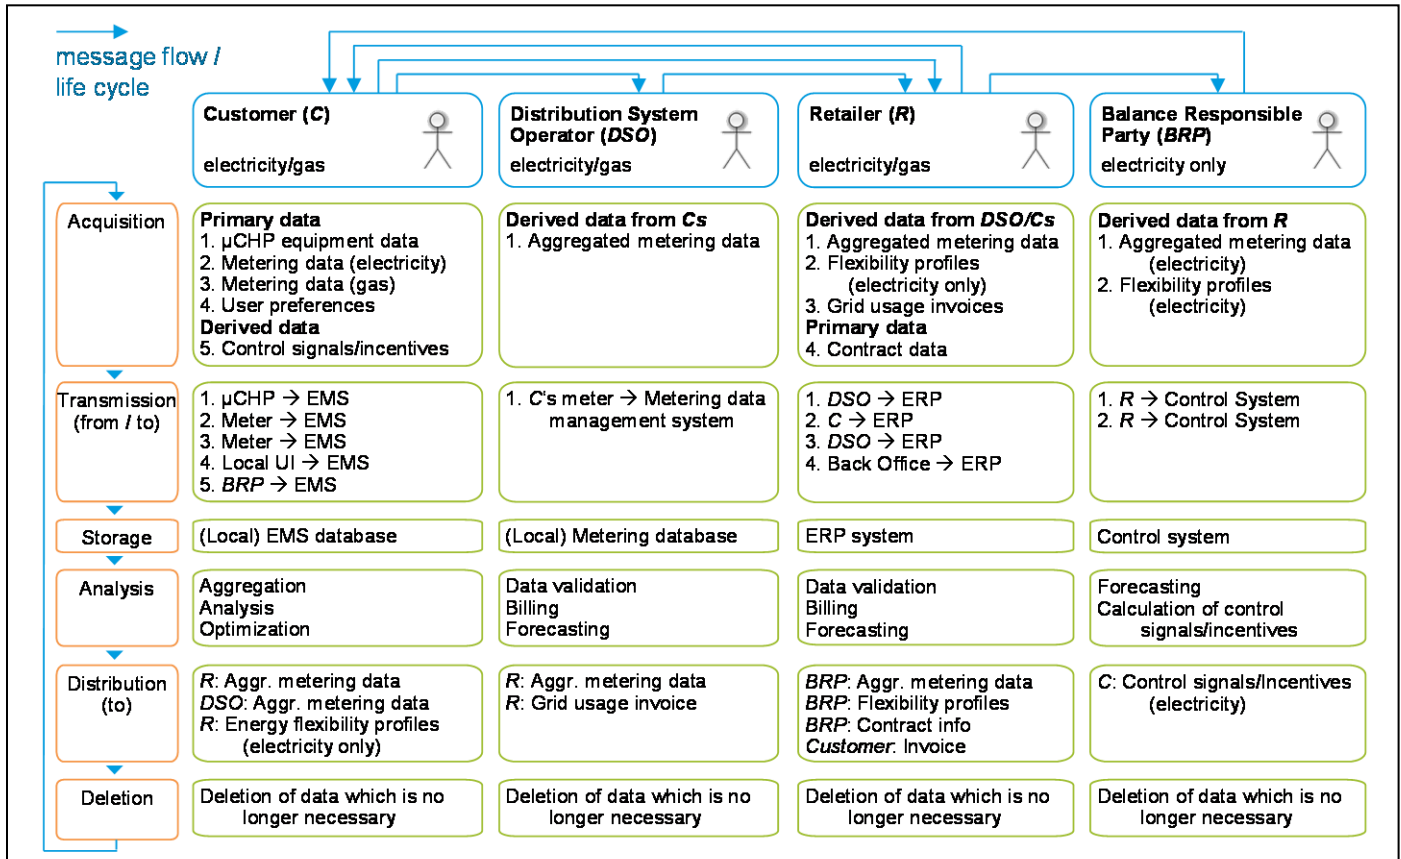 message flow /
life cycle
Customer (C)
electricity/gas
Distribution System
Operator (DSO)
electricity/gas
Retailer (R)
electricity/gas
Balance Responsible
Party (BRP)
electricity only
Acquisition
Primary data
1. µCHP equipment data
2. Metering data (electricity)
3. Metering data (gas)
4. User preferences
Derived data
5. Control signals/incentives
Derived data from Cs
1. Aggregated metering data
Derived data from DSO/Cs
1. Aggregated metering data
2. Flexibility profiles
(electricity only)
3. Grid usage invoices
Primary data
4. Contract data
Derived data from R
1. Aggregated metering data
(electricity)
2. Flexibility profiles
(electricity)
Transmission
(from / to)
1. µCHP → EMS
2. Meter → EMS
3. Meter → EMS
4. Local UI → EMS
5. BRP → EMS
1. C's meter → Metering data
management system
1. DSO → ERP
2. C → ERP
3. DSO → ERP
4. Back Office → ERP
1. R → Control System
2. R → Control System
Storage
(Local) EMS database
(Local) Metering database
ERP system
Control system
Analysis
Aggregation
Analysis
Optimization
Data validation
Billing
Forecasting
Data validation
Billing
Forecasting
Forecasting
Calculation of control
signals/incentives
Distribution
(to)
R: Aggr. metering data
DSO: Aggr. metering data
R: Energy flexibility profiles
(electricity only)
R: Aggr. metering data
R: Grid usage invoice
BRP: Aggr. metering data
BRP: Flexibility profiles
BRP: Contract info
Customer: Invoice
C: Control signals/Incentives
(electricity)
Deletion
Deletion of data which is no
longer necessary
Deletion of data which is no
longer necessary
Deletion of data which is no
longer necessary
Deletion of data which is no
longer necessary